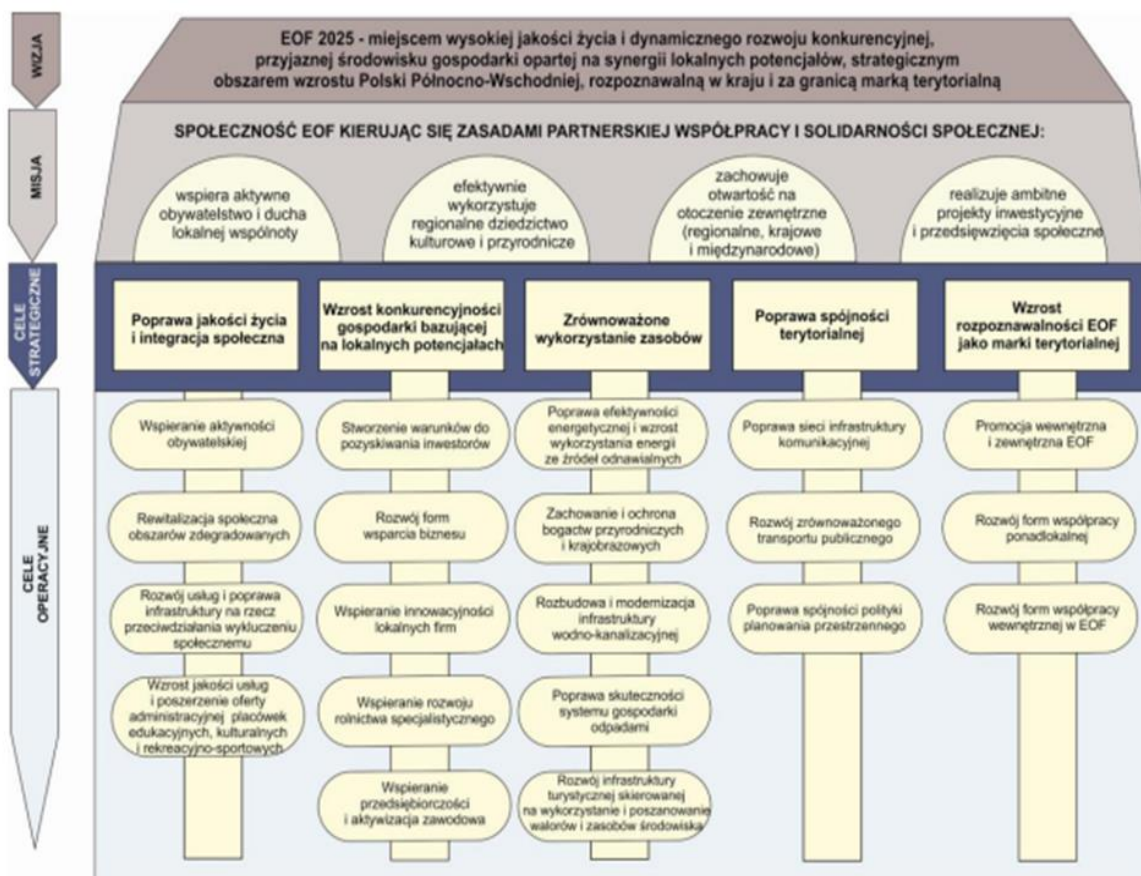 WIZJA
EOF 2025 - miejscem wysokiej jakości życia i dynamicznego rozwoju konkurencyjnej,
przyjaznej środowisku gospodarki opartej na synergii lokalnych potencjałów, strategicznym
obszarem wzrostu Polski Północno-Wschodniej, rozpoznawalną w kraju i za granicą marką terytorialną
MISJA
SPOŁECZNOŚĆ EOF KIERUJĄC SIĘ ZASADAMI PARTNERSKIEJ WSPÓŁPRACY I SOLIDARNOŚCI SPOŁECZNEJ:
wspiera aktywne
obywatelstwo i ducha
lokalnej wspólnoty
efektywnie
wykorzystuje
regionalne dziedzictwo
kulturowe i przyrodnicze
zachowuje
otwartość na
otoczenie zewnętrzne
(regionalne, krajowe
i międzynarodowe)
realizuje ambitne
projekty inwestycyjne
i przedsięwzięcia społeczne
CELE
STRATEGICZNE
Poprawa jakości życia
i integracja społeczna
Wzrost konkurencyjności
gospodarki bazującej
na lokalnych potencjałach
Zrównoważone
wykorzystanie zasobów
Poprawa spójności
terytorialnej
Wzrost
rozpoznawalności EOF
jako marki terytorialnej
CELE
OPERACYJNE
Wspieranie aktywności
obywatelskiej
Rewitalizacja społeczna
obszarów zdegradowanych
Rozwój usług i poprawa
infrastruktury na rzecz
przeciwdziałania wykluczeniu
społecznemu
Wzrost jakości usług
i poszerzenie oferty
administracyjnej placówek
edukacyjnych, kulturalnych
i rekreacyjno-sportowych
Stworzenie warunków do
pozyskiwania inwestorów
Rozwój form
wsparcia biznesu
Wspieranie innowacyjności
lokalnych firm
Wspieranie rozwoju
rolnictwa specjalistycznego
Wspieranie
przedsiębiorczości
i aktywizacja zawodowa
Poprawa efektywności
energetycznej i wzrost
wykorzystania energii
ze źródeł odnawialnych
Zachowanie i ochrona
bogactw przyrodniczych
i krajobrazowych
Rozbudowa i modernizacja
infrastruktury
wodno-kanalizacyjnej
Poprawa skuteczności
systemu gospodarki
odpadami
Rozwój infrastruktury
turystycznej skierowanej
na wykorzystanie i poszanowanie
walorów i zasobów środowiska
Poprawa sieci infrastruktury
komunikacyjnej
Rozwój zrównoważonego
transportu publicznego
Poprawa spójności polityki
planowania przestrzennego
Promocja wewnętrzna
i zewnętrzna EOF
Rozwój form współpracy
ponadlokalnej
Rozwój form współpracy
wewnętrznej w EOF